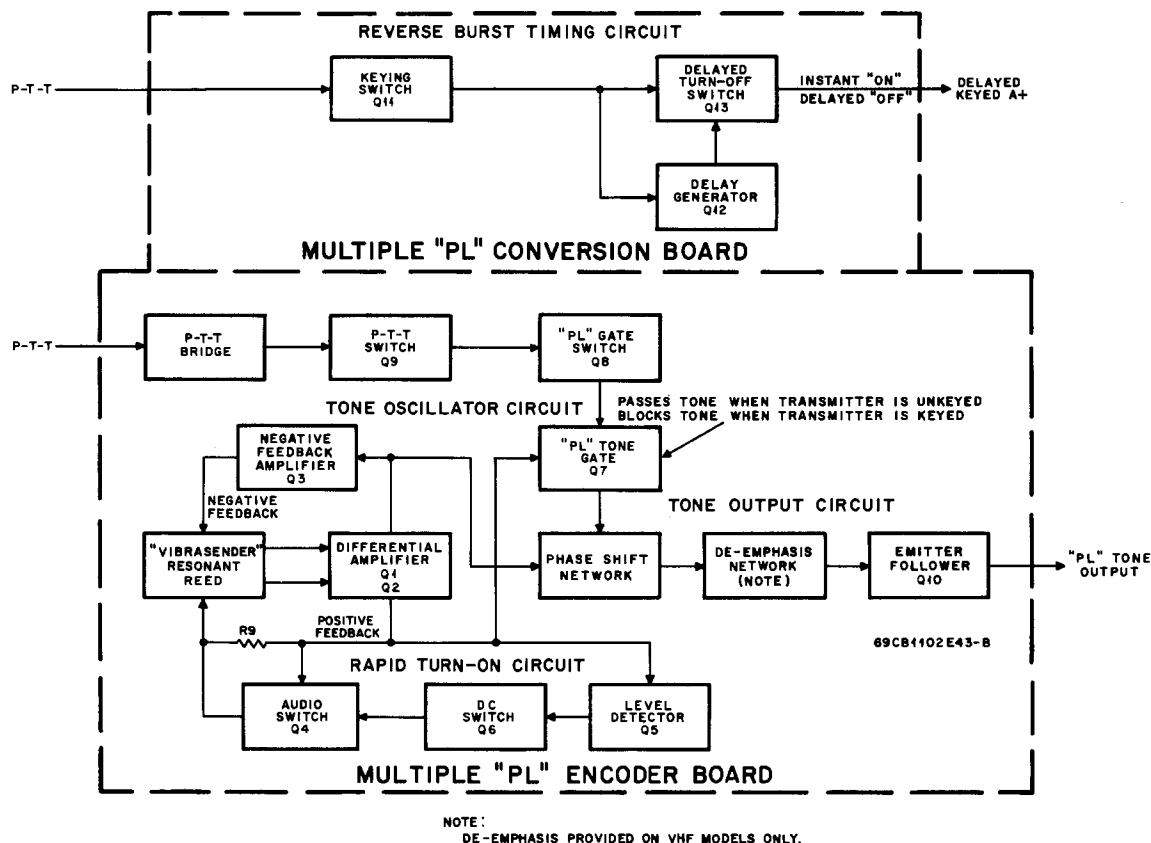 REVERSE BURST TIMING CIRCUIT
P-T-T
KEYING
SWITCH
Q11
DELAYED
TURN-OFF
SWITCH
Q13
INSTANT "ON"
DELAYED "OFF"
DELAYED
KEYED A+
DELAY
GENERATOR
Q12
MULTIPLE "PL" CONVERSION BOARD
P-T-T
P-T-T
BRIDGE
P-T-T
SWITCH
Q9
"PL" GATE
SWITCH
Q8
TONE OSCILLATOR CIRCUIT
PASSES TONE WHEN TRANSMITTER IS UNKEYED
BLOCKS TONE WHEN TRANSMITTER IS KEYED
NEGATIVE
FEEDBACK
AMPLIFIER
Q3
"PL" TONE
GATE
Q7
NEGATIVE
FEEDBACK
TONE OUTPUT CIRCUIT
"VIBRASENDER"
RESONANT
REED
DIFFERENTIAL
AMPLIFIER
Q1
Q2
PHASE SHIFT
NETWORK
DE-EMPHASIS
NETWORK
(NOTE)
EMITTER
FOLLOWER
Q10
"PL" TONE
OUTPUT
POSITIVE
FEEDBACK
R9
69CB1102E43-B
RAPID TURN-ON CIRCUIT
AUDIO
SWITCH
Q4
DC
SWITCH
Q6
LEVEL
DETECTOR
Q5
MULTIPLE "PL" ENCODER BOARD
NOTE:
DE-EMPHASIS PROVIDED ON VHF MODELS ONLY.